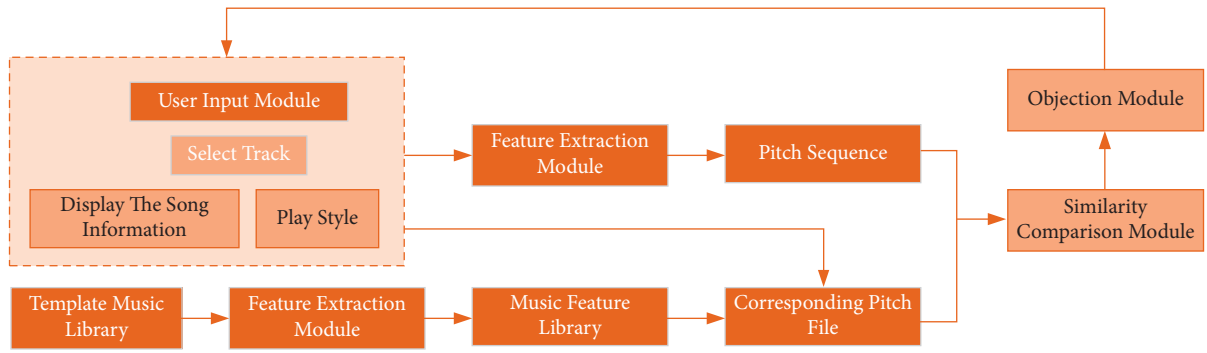 User Input Module
Select Track
Display The Song
Information
Play Style
Feature Extraction
Module
Pitch Sequence
Objection Module
Similarity
Comparison Module
Template Music
Library
Feature Extraction
Module
Music Feature
Library
Corresponding Pitch
File